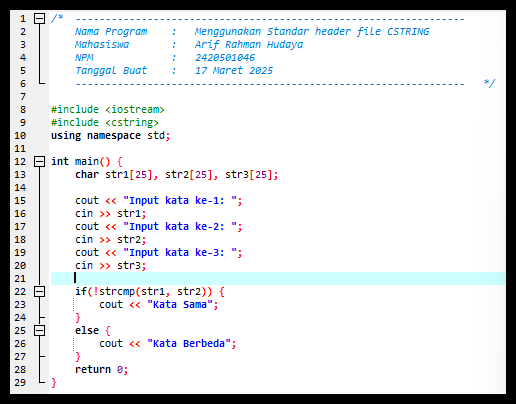 1 /* -----------------------------------------------------------------
2 Nama Program    :   Menggunakan Standar header file CSTRING
3 Mahasiswa       :   Arif Rahman Hudaya
4 NPM             :   2420501046
5 Tanggal Buat    :   17 Maret 2025
6 -----------------------------------------------------------------   */
7
8 #include <iostream>
9 #include <cstring>
10 using namespace std;
11
12 int main() {
13     char str1[25], str2[25], str3[25];
14
15     cout << "Input kata ke-1: ";
16     cin >> str1;
17     cout << "Input kata ke-2: ";
18     cin >> str2;
19     cout << "Input kata ke-3: ";
20     cin >> str3;
21
22     if(!strcmp(str1, str2)) {
23         cout << "Kata Sama";
24     }
25     else {
26         cout << "Kata Berbeda";
27     }
28     return 0;
29 }